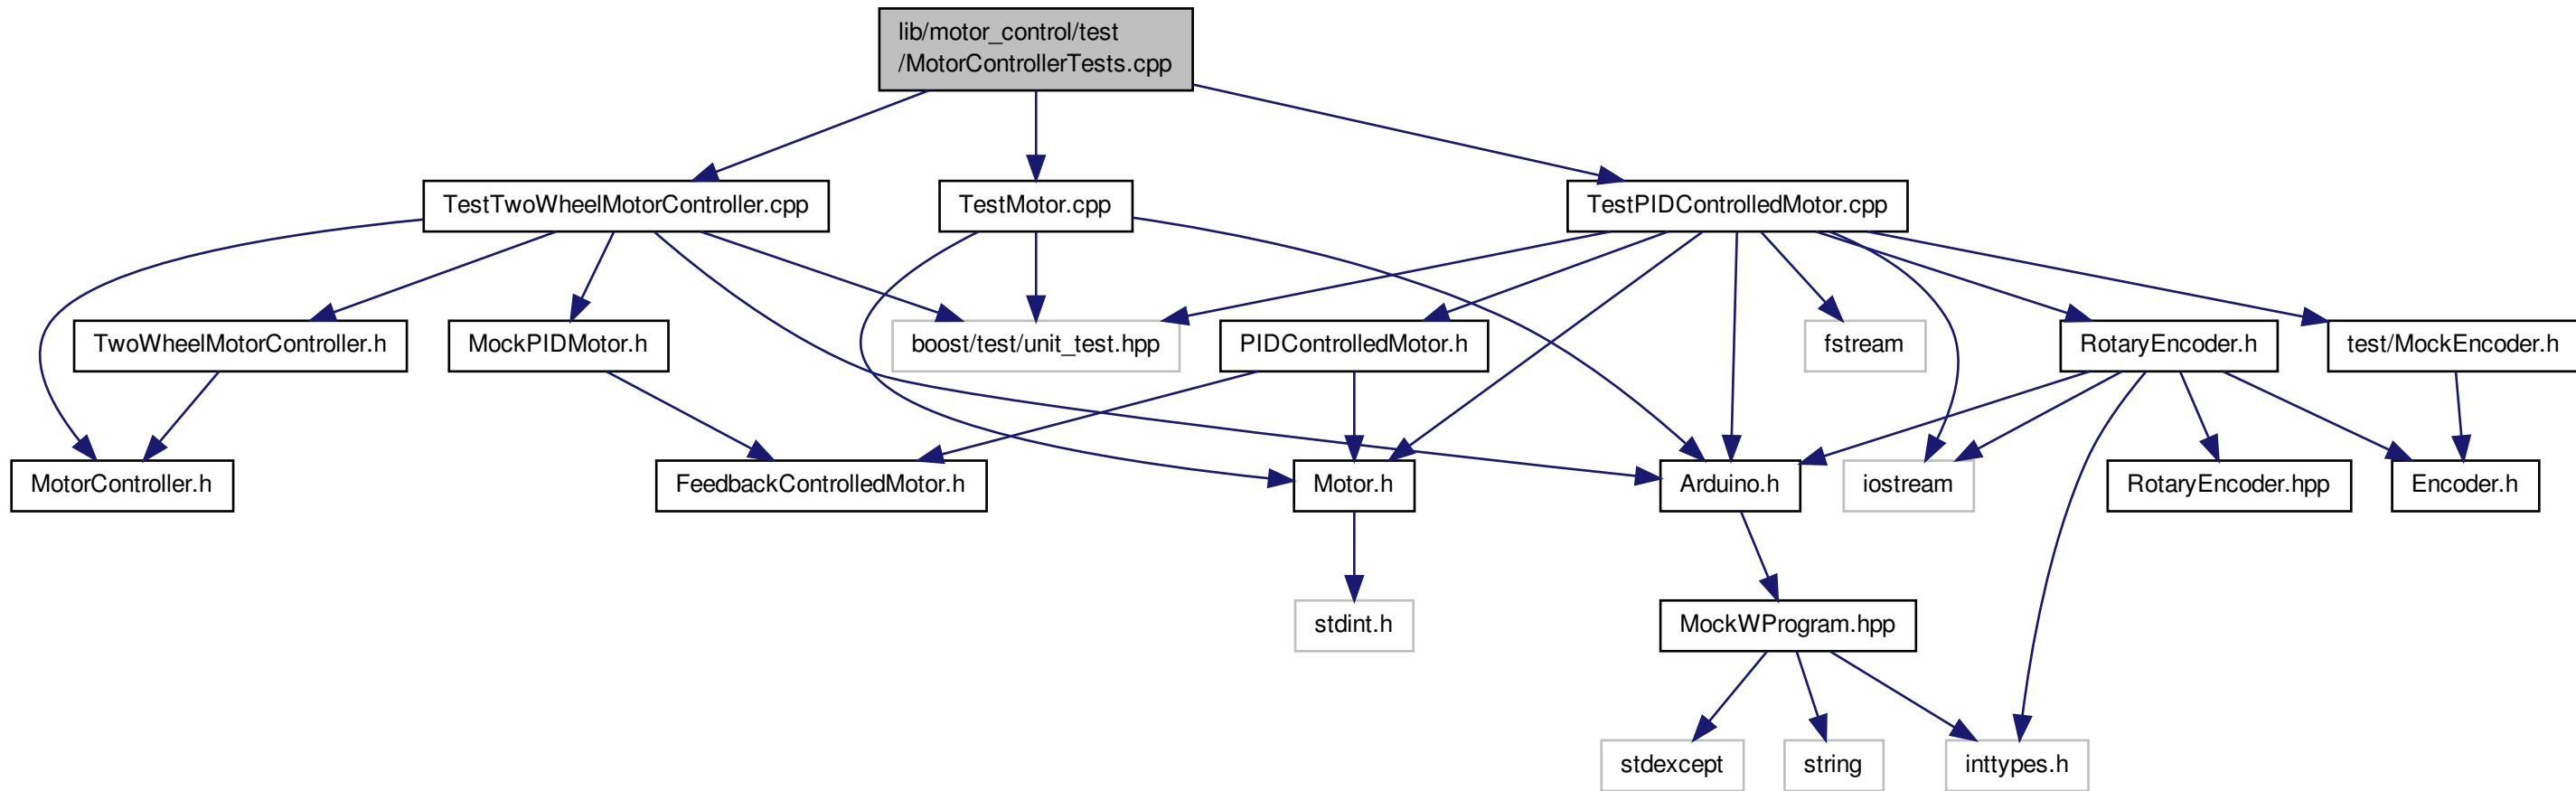 lib/motor_control/test
/MotorControllerTests.cpp
TestTwoWheelMotorController.cpp
TestMotor.cpp
TestPIDControlledMotor.cpp
TwoWheelMotorController.h
MockPIDMotor.h
boost/test/unit_test.hpp
PIDControlledMotor.h
fstream
RotaryEncoder.h
test/MockEncoder.h
MotorController.h
FeedbackControlledMotor.h
Motor.h
Arduino.h
iostream
RotaryEncoder.hpp
Encoder.h
stdint.h
MockWProgram.hpp
stdexcept
string
inttypes.h